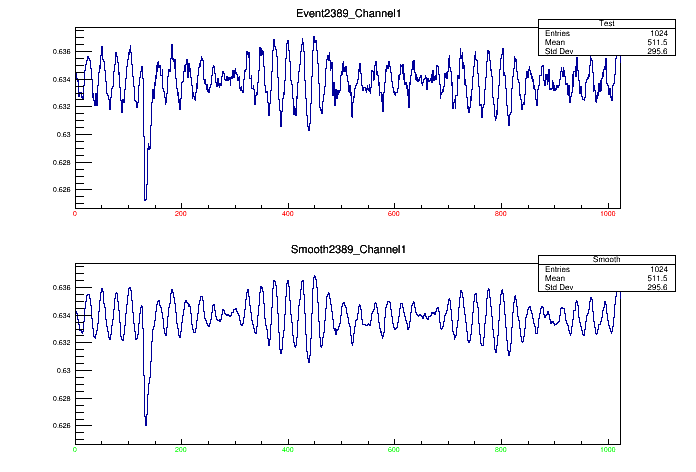 Event2389_Channel1
Test
Entries 1024
Mean 511.5
Std Dev 295.6
0.636
0.634
0.632
0.63
0.628
0.626
0 200 400 600 800 1000
Smooth2389_Channel1
Smooth
Entries 1024
Mean 511.5
Std Dev 295.6
0.636
0.634
0.632
0.63
0.628
0.626
0 200 400 600 800 1000